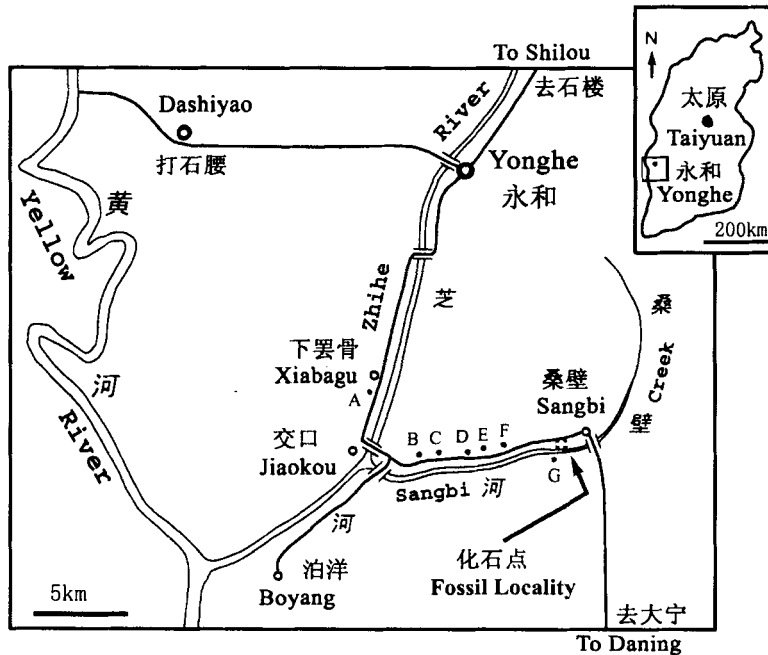 To Shilou
去石楼
N
太原
Taiyuan
永和
Yonghe
200km
Dashiyao
打石腰
River
Yonghe
永和
黄
Yellow
河
River
Zhihe
芝
河
下罢骨
Xiabagu
A
交口
Jiaokou
B C D E F
桑壁
Sangbi
桑
壁
Creek
G
Sangbi 河
化石点
Fossil Locality
泊洋
Boyang
5km
去大宁
To Daning